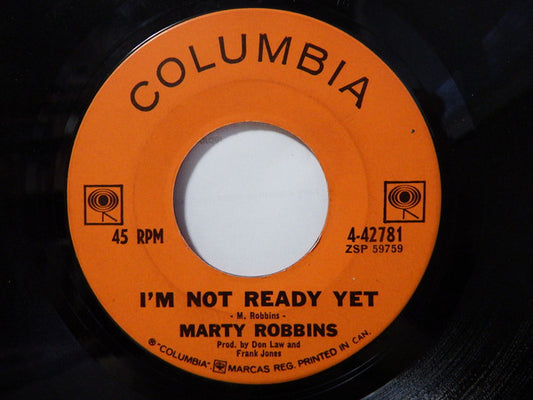 COLUMBIA
45 RPM
4-42781
ZSP 59759
I'M NOT READY YET
- M. Robbins -
MARTY ROBBINS
Prod. by Don Law and
Frank Jones
® "COLUMBIA", MARCAS REG. PRINTED IN CAN.